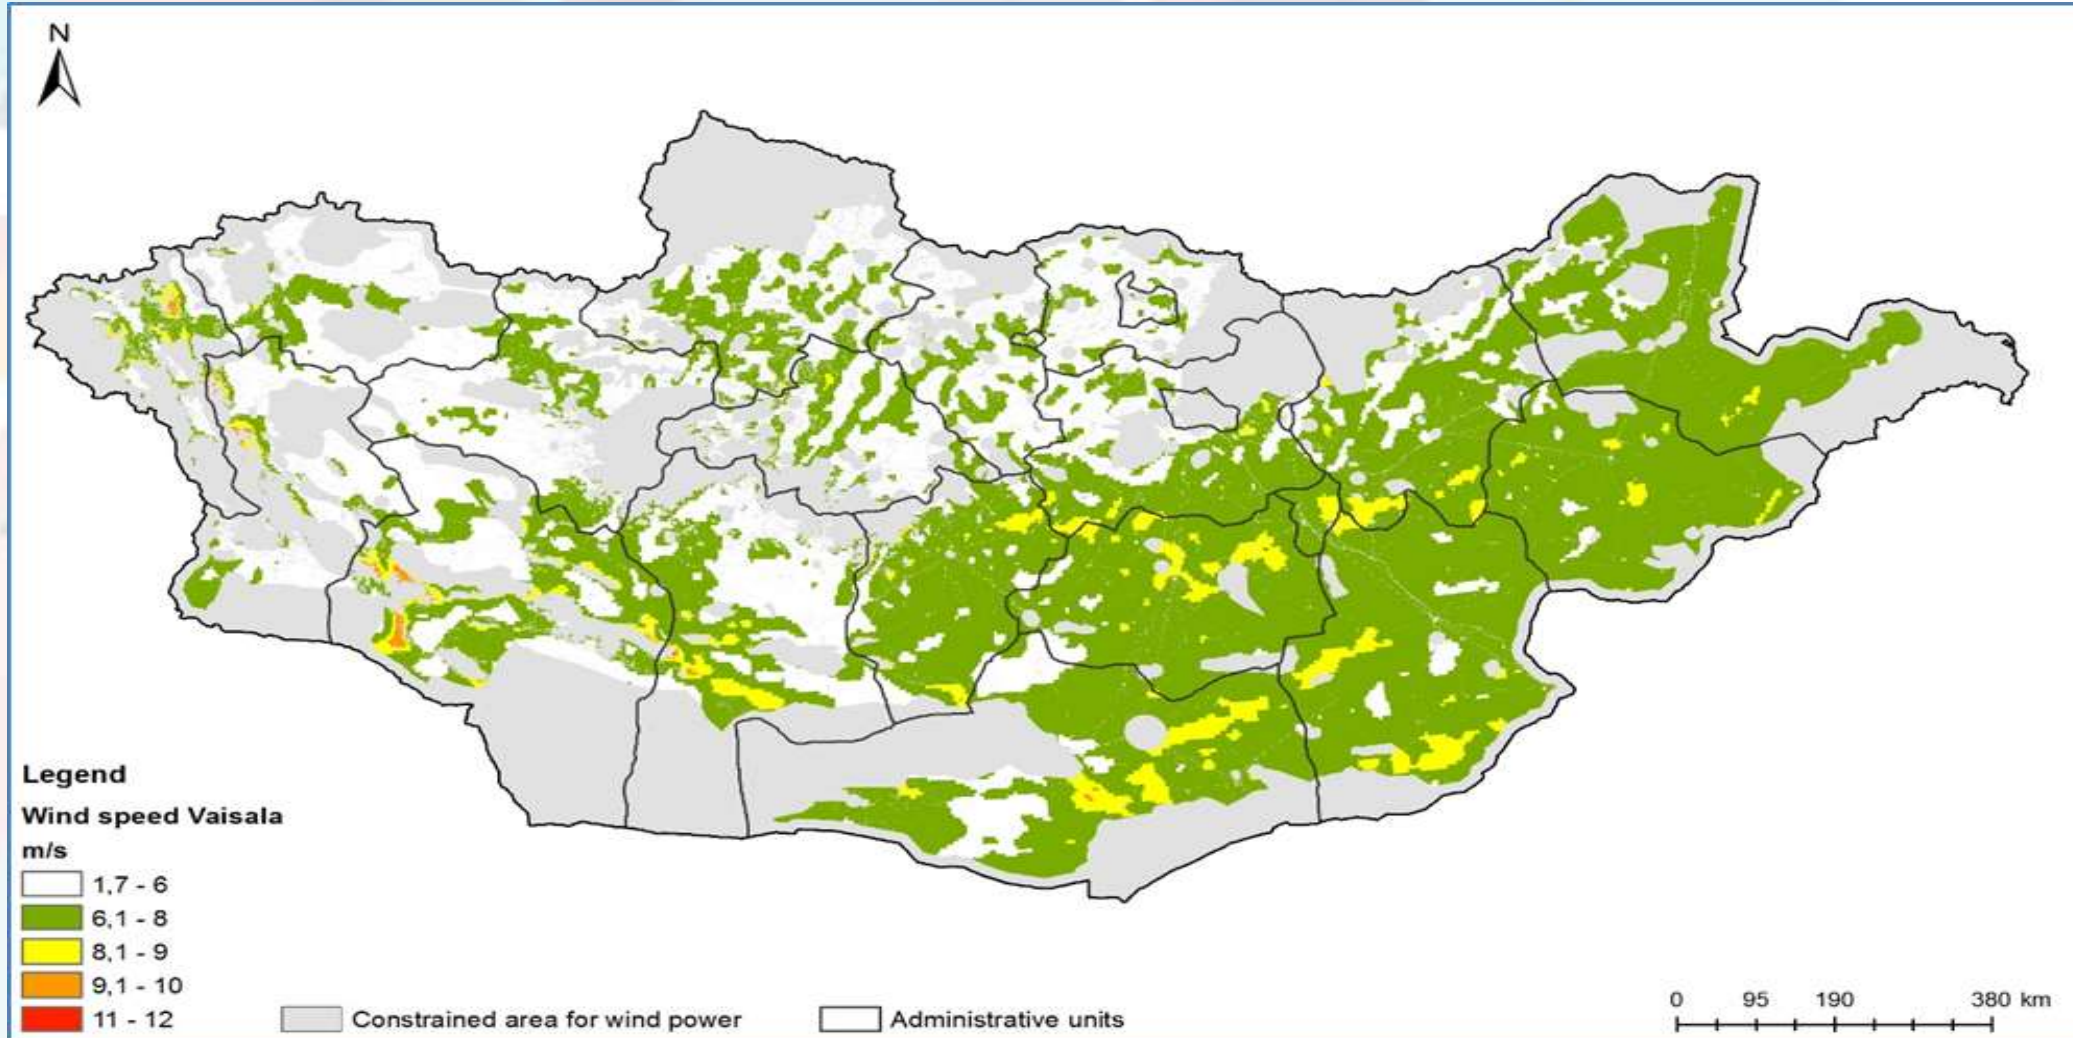 N
Legend
Wind speed Vaisala
m/s
1,7 - 6
6,1 - 8
8,1 - 9
9,1 - 10
11 - 12
Constrained area for wind power
Administrative units
0 95 190 380 km